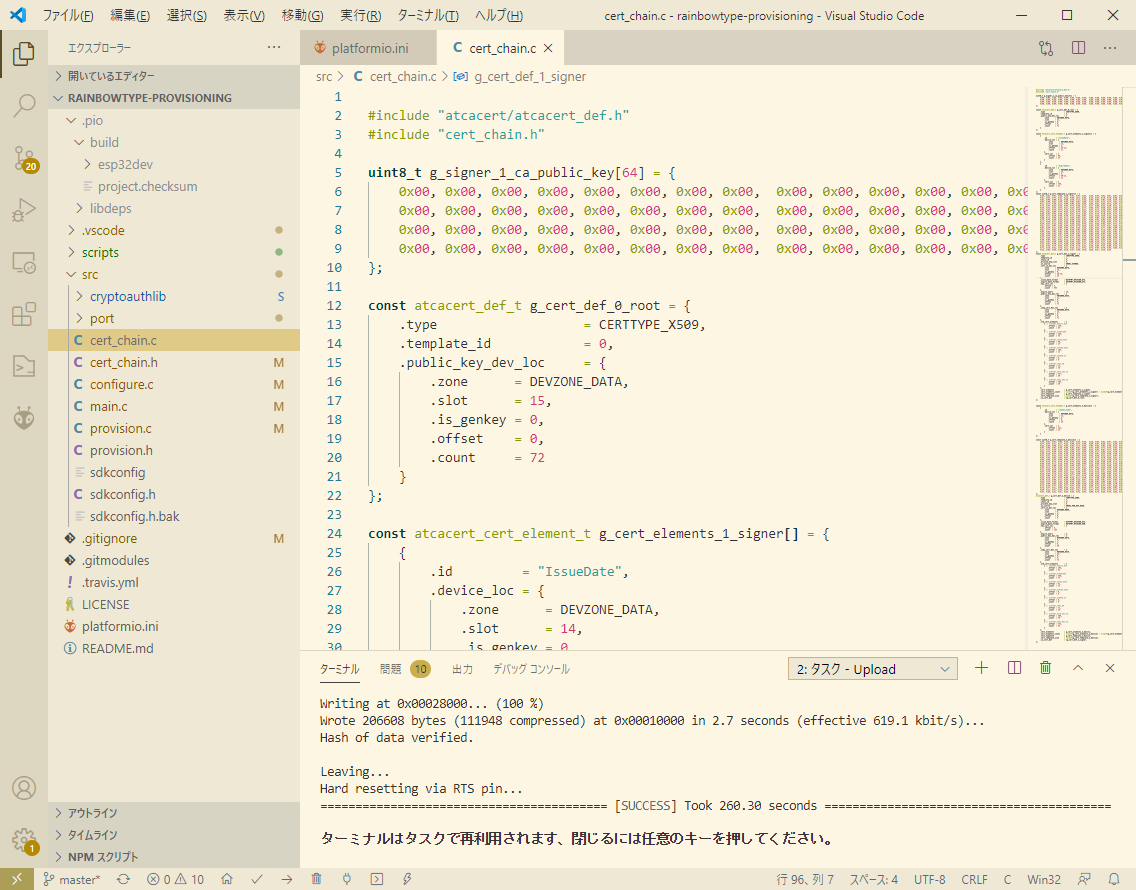 ファイル(F) 編集(E) 選択(S) 表示(V) 移動(G) 実行(R) ターミナル(T) ヘルプ(H) cert_chain.c - rainbowtype-provisioning - Visual Studio Code
エクスプローラー ...
開いているエディター
RAINBOWTYPE-PROVISIONING
.pio
build
esp32dev
project.checksum
libdeps
.vscode
scripts
src
cryptoauthlib S
port
C cert_chain.c
C cert_chain.h M
C configure.c M
C main.c M
C provision.c M
C provision.h
sdkconfig
C sdkconfig.h
sdkconfig.h.bak
.gitignore M
.gitmodules
! .travis.yml
LICENSE
platformio.ini
README.md
アウトライン
タイムライン
NPM スクリプト
20
1
platformio.ini
C cert_chain.c
src > C cert_chain.c > g_cert_def_1_signer
1
2 #include "atcacert/atcacert_def.h"
3 #include "cert_chain.h"
4
5 uint8_t g_signer_1_ca_public_key[64] = {
6 0x00, 0x00, 0x00, 0x00, 0x00, 0x00, 0x00, 0x00, 0x00, 0x00, 0x00, 0x00, 0x00, 0x0
7 0x00, 0x00, 0x00, 0x00, 0x00, 0x00, 0x00, 0x00, 0x00, 0x00, 0x00, 0x00, 0x00, 0x0
8 0x00, 0x00, 0x00, 0x00, 0x00, 0x00, 0x00, 0x00, 0x00, 0x00, 0x00, 0x00, 0x00, 0x0
9 0x00, 0x00, 0x00, 0x00, 0x00, 0x00, 0x00, 0x00, 0x00, 0x00, 0x00, 0x00, 0x00, 0x0
10 };
11
12 const atcacert_def_t g_cert_def_0_root = {
13 .type = CERTTYPE_X509,
14 .template_id = 0,
15 .public_key_dev_loc = {
16 .zone = DEVZONE_DATA,
17 .slot = 15,
18 .is_genkey = 0,
19 .offset = 0,
20 .count = 72
21 }
22 };
23
24 const atcacert_cert_element_t g_cert_elements_1_signer[] = {
25 {
26 .id = "IssueDate",
27 .device_loc = {
28 .zone = DEVZONE_DATA,
29 .slot = 14,
30 .is_genkey = 0,
ターミナル 問題 10 出力 デバッグ コンソール 2: タスク - Upload
Writing at 0x00028000... (100 %)
Wrote 206608 bytes (111948 compressed) at 0x00010000 in 2.7 seconds (effective 619.1 kbit/s)...
Hash of data verified.
Leaving...
Hard resetting via RTS pin...
========================================= [SUCCESS] Took 260.30 seconds =========================================
ターミナルはタスクで再利用されます、閉じるには任意のキーを押してください。
master* 0 10 行 96、列 7 スペース: 4 UTF-8 CRLF C Win32